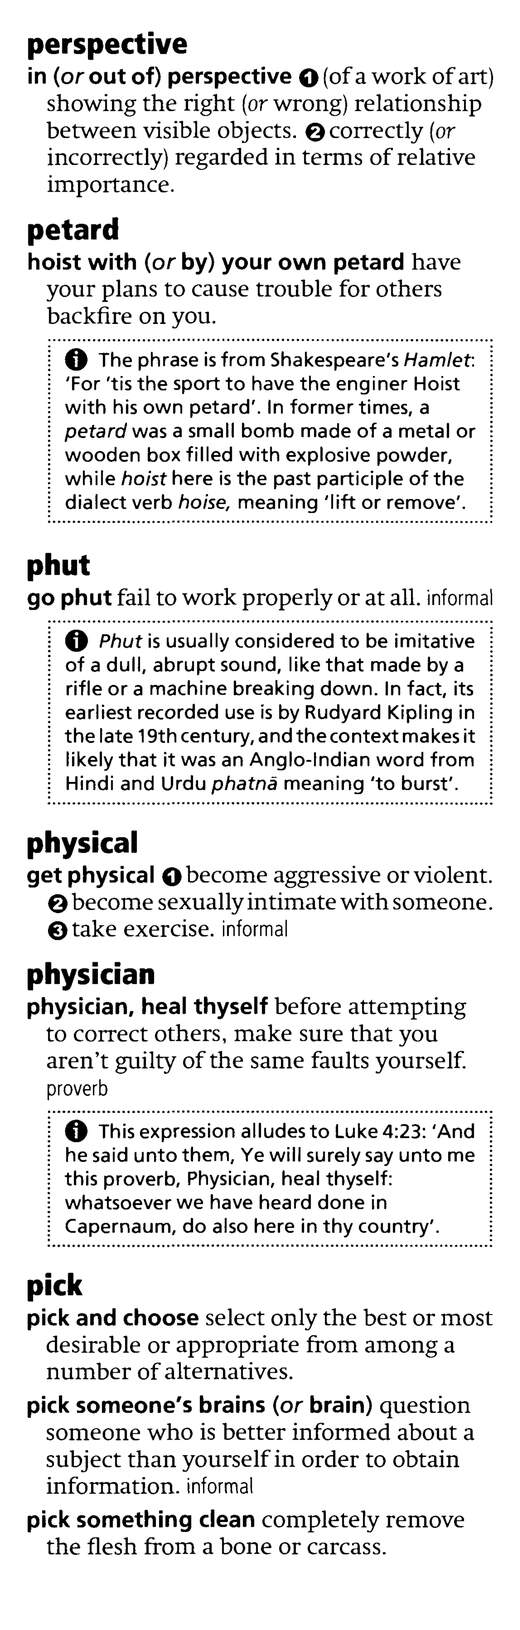 perspective
in (or out of) perspective ❶ (of a work of art)
showing the right (or wrong) relationship
between visible objects. ❷ correctly (or
incorrectly) regarded in terms of relative
importance.
petard
hoist with (or by) your own petard have
your plans to cause trouble for others
backfire on you.
ℹ The phrase is from Shakespeare's Hamlet:
'For 'tis the sport to have the enginer Hoist
with his own petard'. In former times, a
petard was a small bomb made of a metal or
wooden box filled with explosive powder,
while hoist here is the past participle of the
dialect verb hoise, meaning 'lift or remove'.
phut
go phut fail to work properly or at all. informal
ℹ Phut is usually considered to be imitative
of a dull, abrupt sound, like that made by a
rifle or a machine breaking down. In fact, its
earliest recorded use is by Rudyard Kipling in
the late 19th century, and the context makes it
likely that it was an Anglo-Indian word from
Hindi and Urdu phatnā meaning 'to burst'.
physical
get physical ❶ become aggressive or violent.
❷ become sexually intimate with someone.
❸ take exercise. informal
physician
physician, heal thyself before attempting
to correct others, make sure that you
aren't guilty of the same faults yourself.
proverb
ℹ This expression alludes to Luke 4:23: 'And
he said unto them, Ye will surely say unto me
this proverb, Physician, heal thyself:
whatsoever we have heard done in
Capernaum, do also here in thy country'.
pick
pick and choose select only the best or most
desirable or appropriate from among a
number of alternatives.
pick someone's brains (or brain) question
someone who is better informed about a
subject than yourself in order to obtain
information. informal
pick something clean completely remove
the flesh from a bone or carcass.